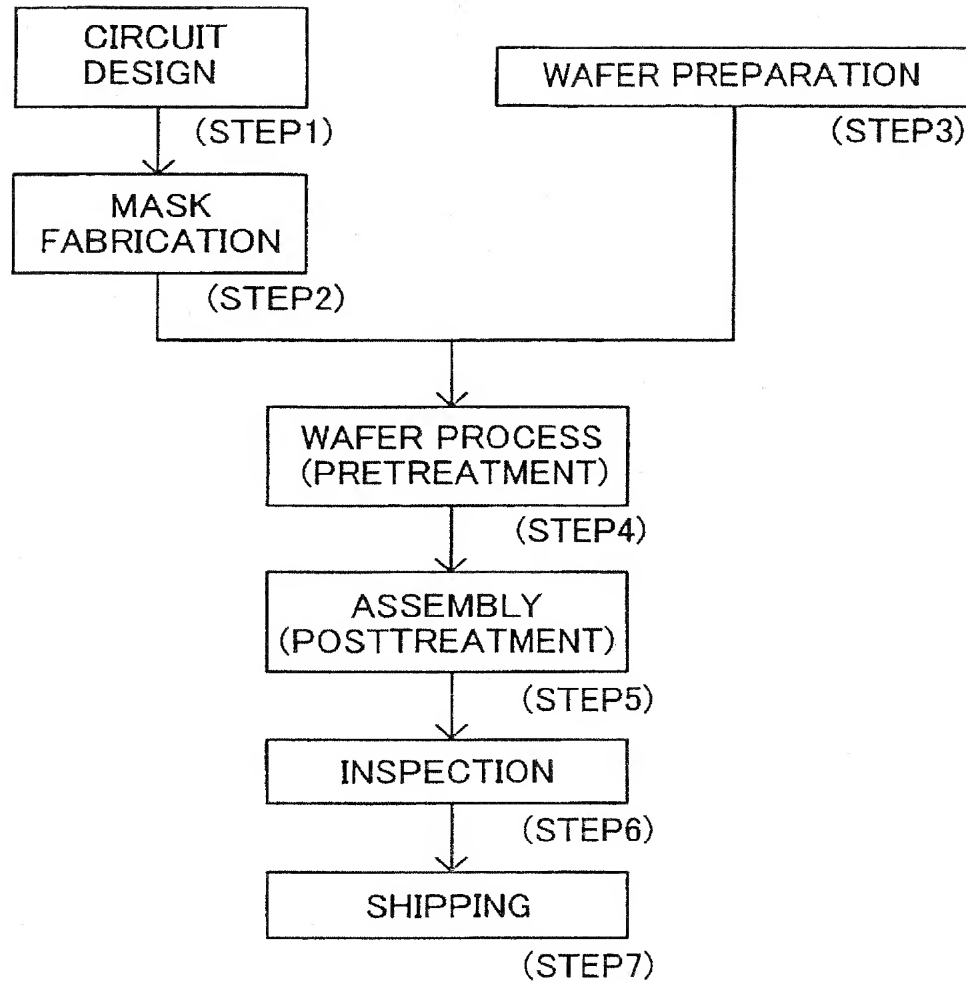 CIRCUIT
DESIGN
(STEP1)
MASK
FABRICATION
(STEP2)
WAFER PREPARATION
(STEP3)
WAFER PROCESS
(PRETREATMENT)
(STEP4)
ASSEMBLY
(POSTTREATMENT)
(STEP5)
INSPECTION
(STEP6)
SHIPPING
(STEP7)